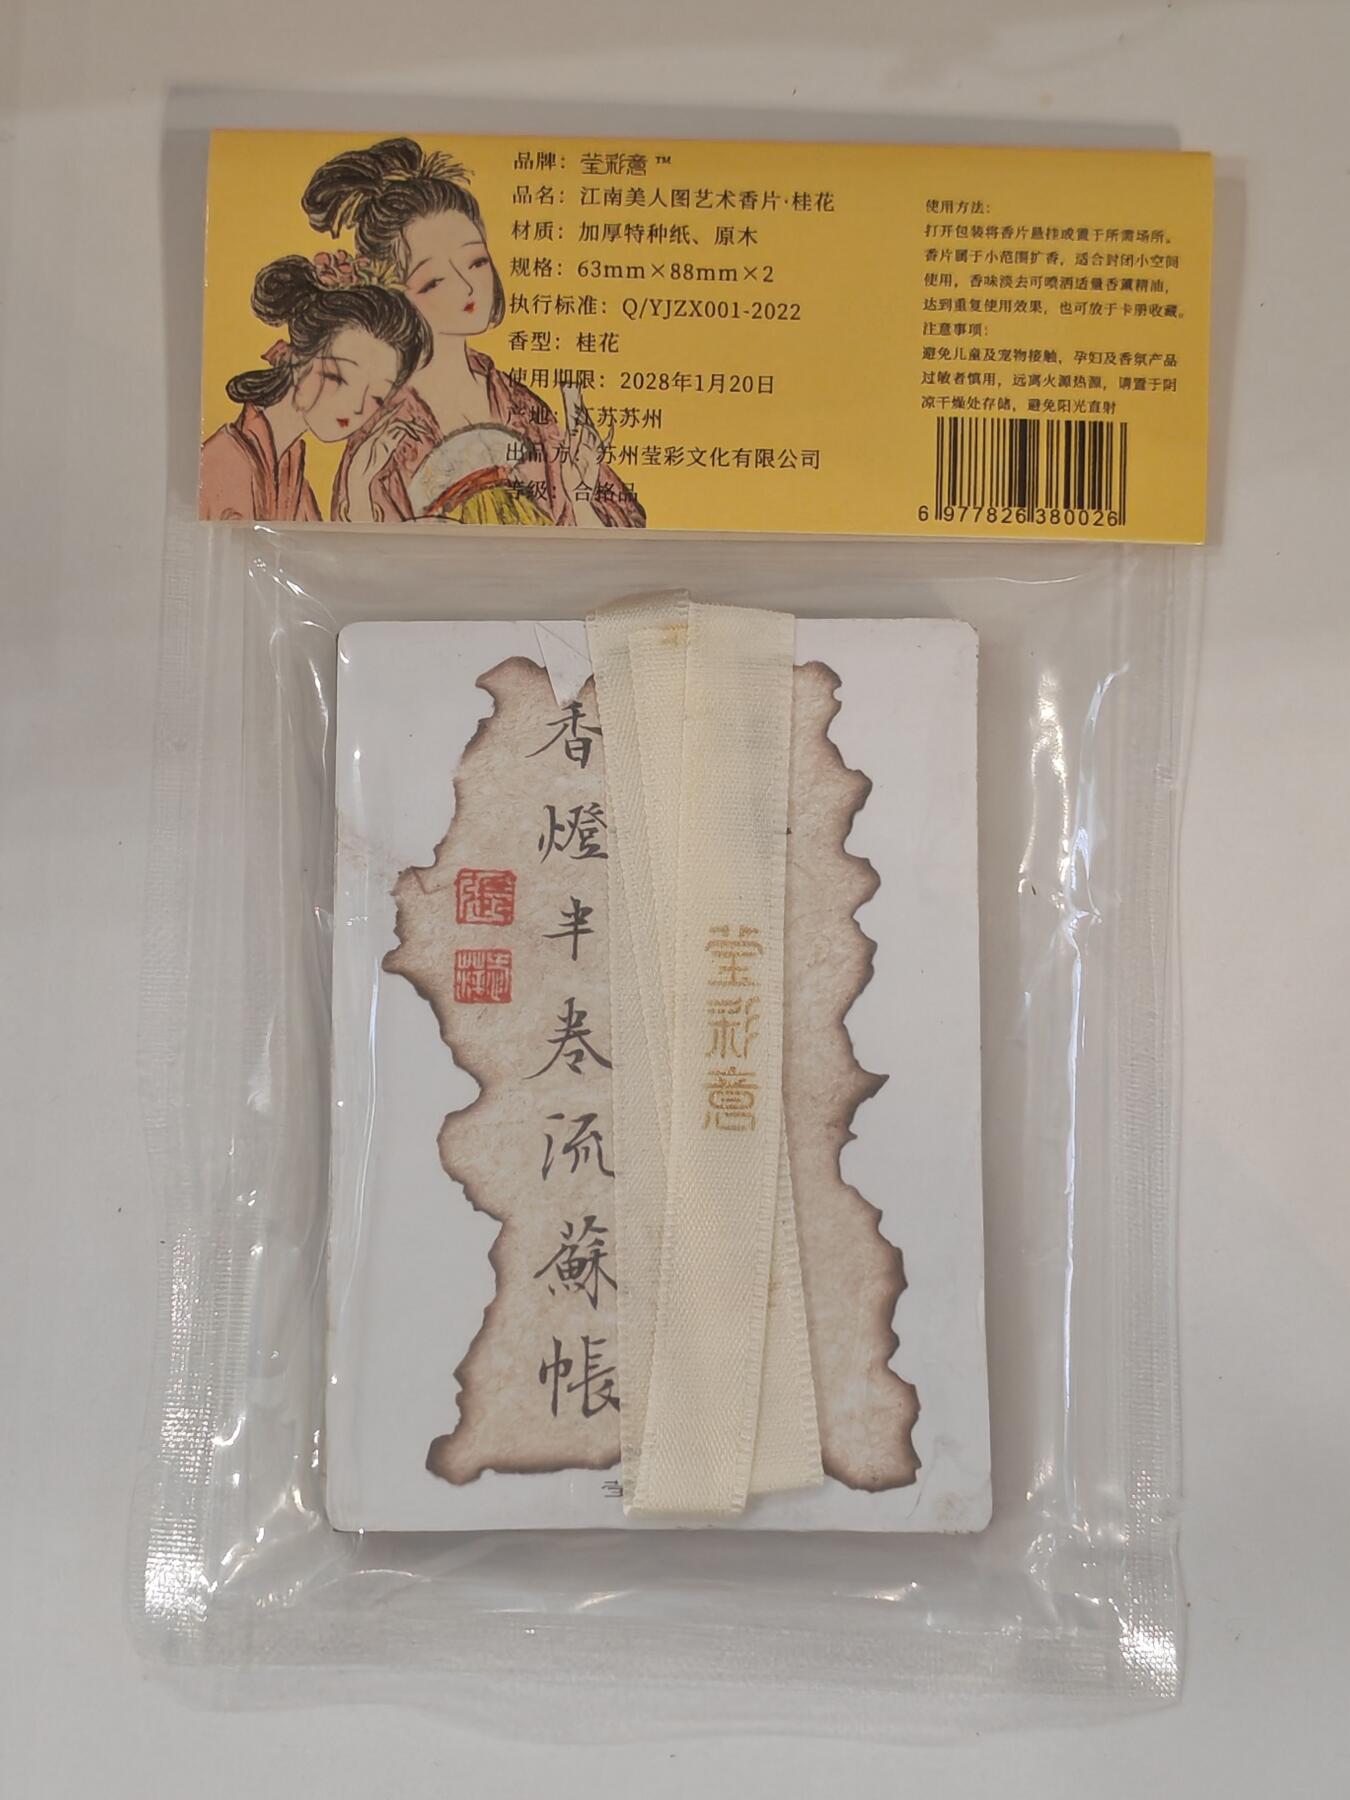 品牌：莹彩意™
品名：江南美人图艺术香片·桂花
材质：加厚特种纸、原木
规格：63mm×88mm×2
执行标准：Q/YJZX001-2022
香型：桂花
使用期限：2028年1月20日
产地：江苏苏州
出品方：苏州莹彩文化有限公司
等级：合格品
使用方法：
打开包装将香片悬挂或置于所需场所。
香片属于小范围扩香，适合封闭小空间
使用，香味淡去可喷洒适量香薰精油，
达到重复使用效果，也可放于卡册收藏。
注意事项：
避免儿童及宠物接触，孕妇及香氛产品
过敏者慎用，远离火源热源，请置于阴
凉干燥处存储，避免阳光直射
6 977826 380026
莹彩意
香燈半卷流蘇帳